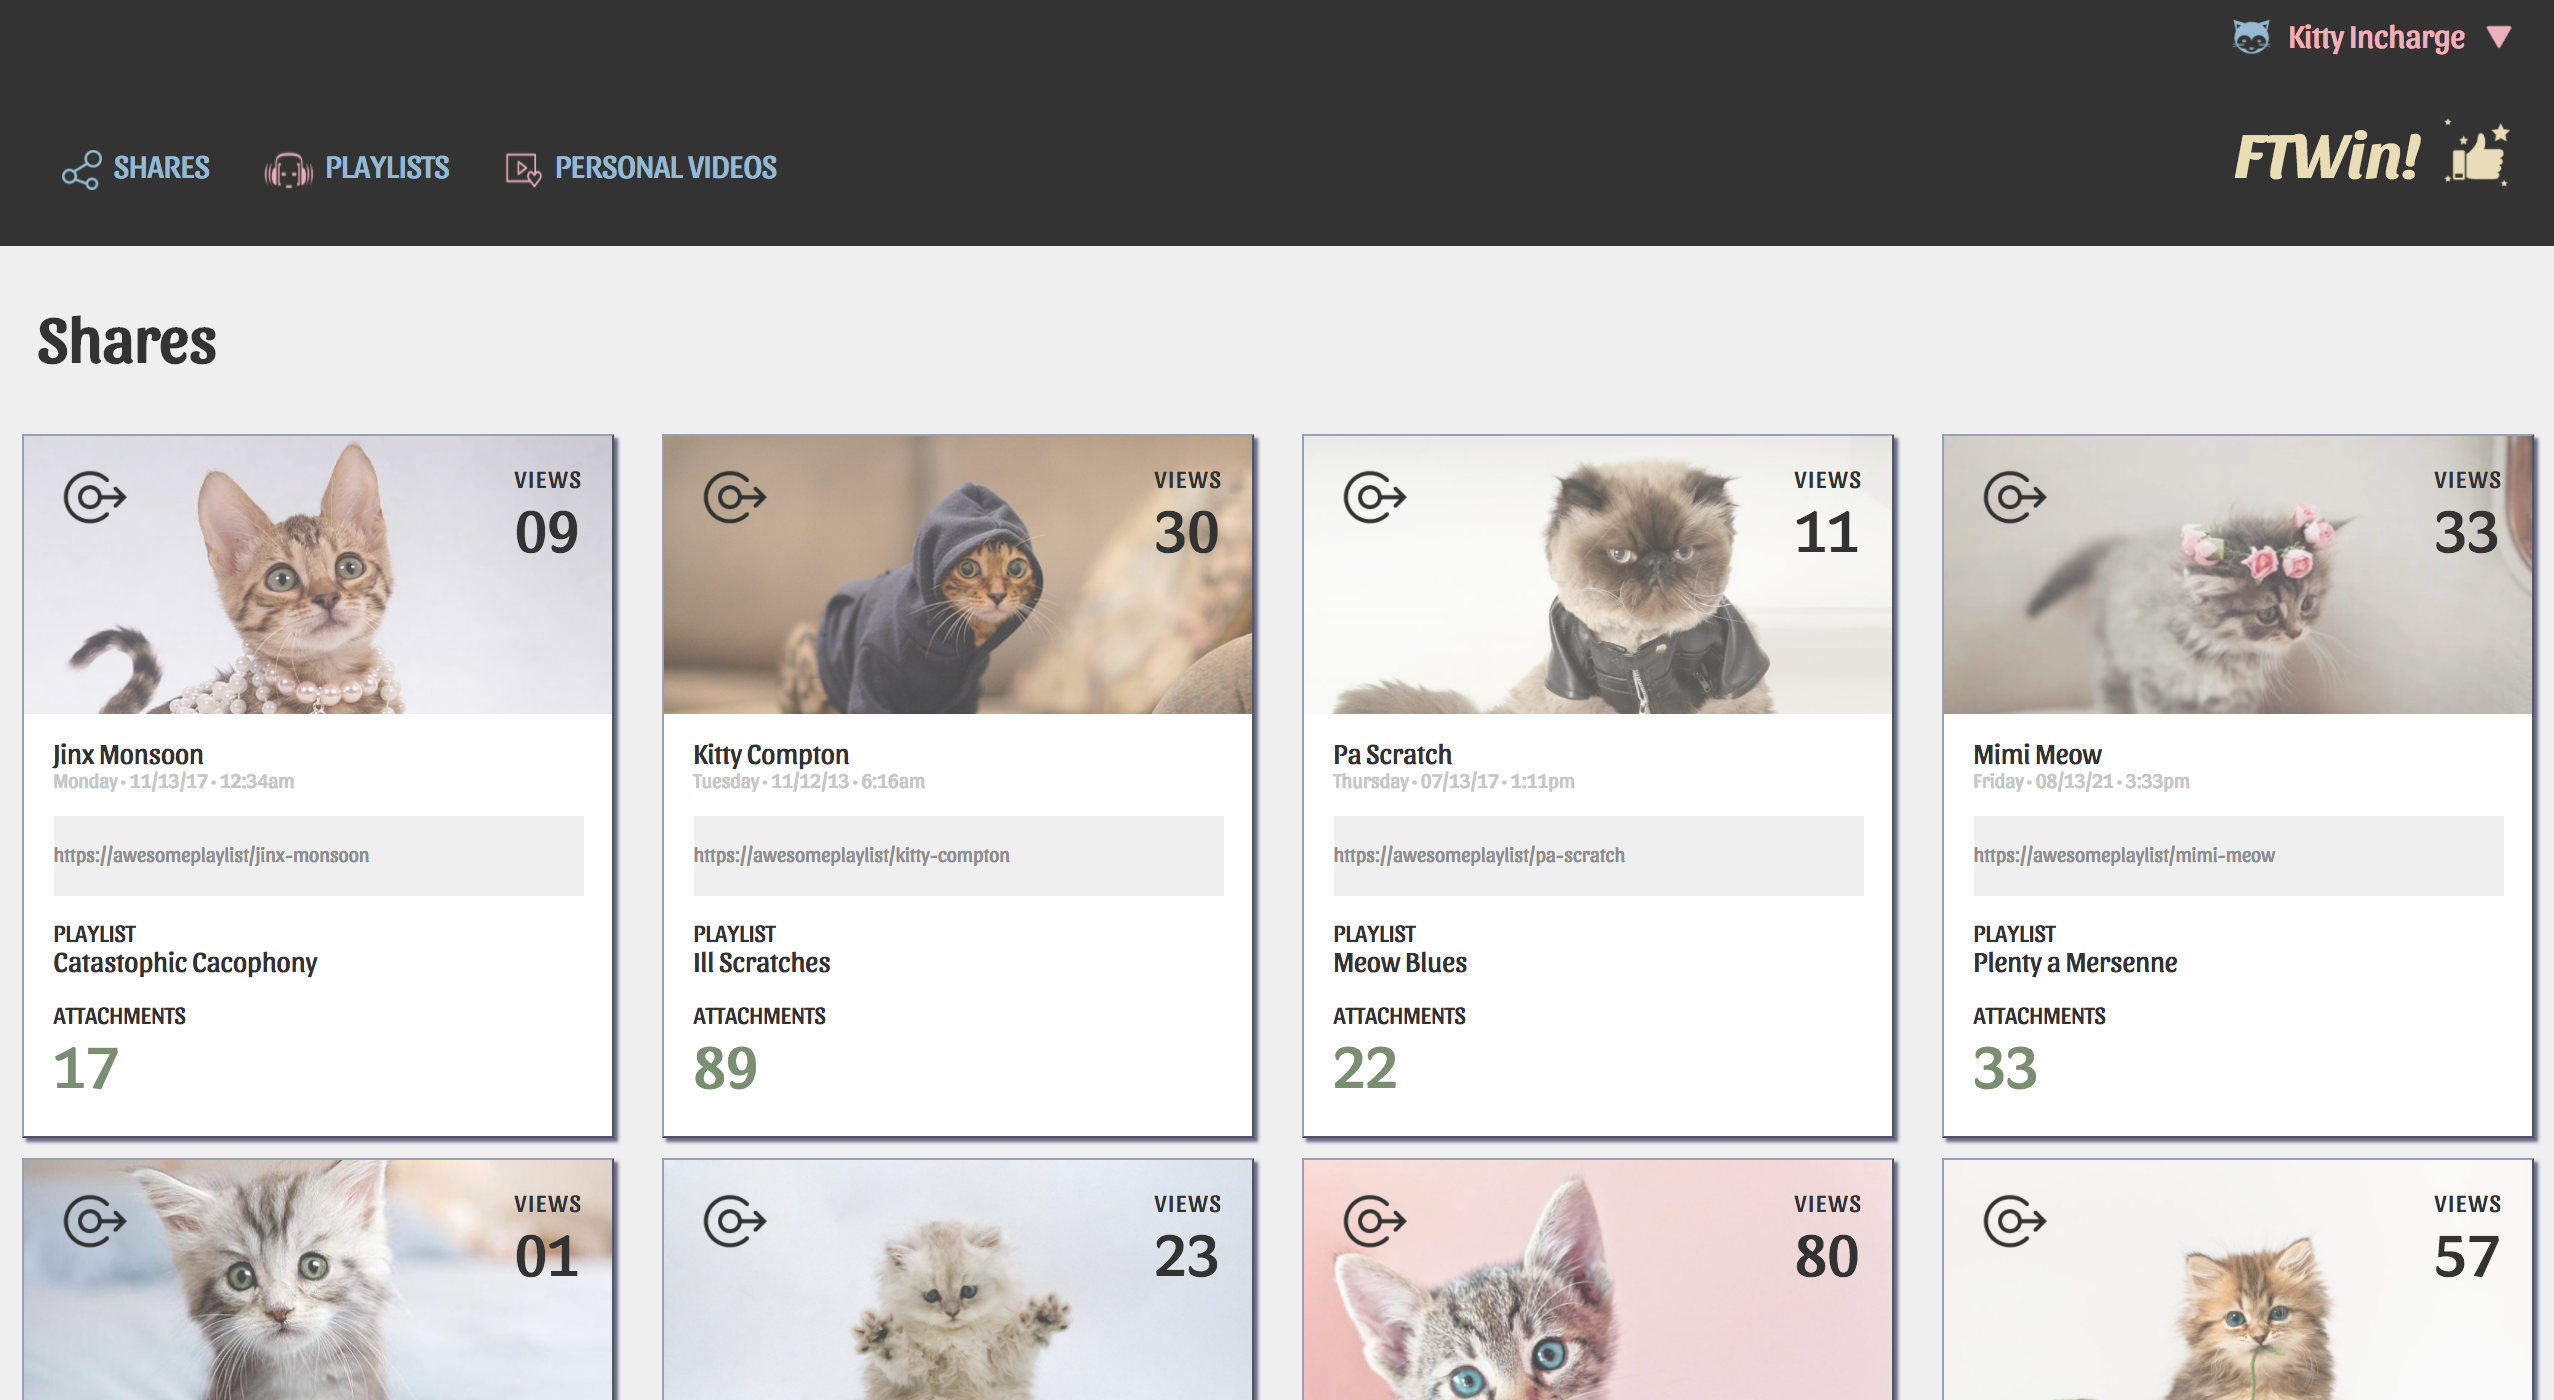 Kitty Incharge
SHARES
PLAYLISTS
PERSONAL VIDEOS
FTWin!
Shares
VIEWS
09
Jinx Monsoon
Monday · 11/13/17 · 12:34am
https://awesomeplaylist/jinx-monsoon
PLAYLIST
Catastophic Cacophony
ATTACHMENTS
17
VIEWS
30
Kitty Compton
Tuesday · 11/12/13 · 6:16am
https://awesomeplaylist/kitty-compton
PLAYLIST
Ill Scratches
ATTACHMENTS
89
VIEWS
11
Pa Scratch
Thursday · 07/13/17 · 1:11pm
https://awesomeplaylist/pa-scratch
PLAYLIST
Meow Blues
ATTACHMENTS
22
VIEWS
33
Mimi Meow
Friday · 08/13/21 · 3:33pm
https://awesomeplaylist/mimi-meow
PLAYLIST
Plenty a Mersenne
ATTACHMENTS
33
VIEWS
01
VIEWS
23
VIEWS
80
VIEWS
57